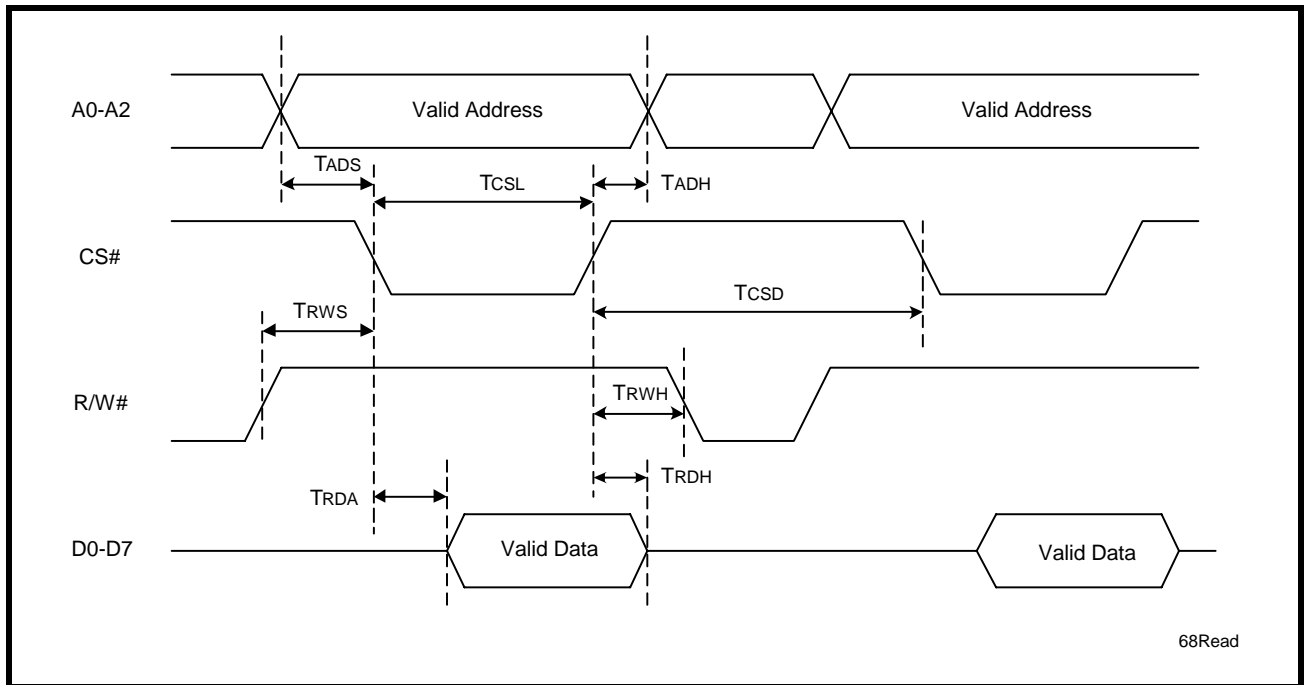 A0-A2
Valid Address
Valid Address
TADS
TCSL
TADH
CS#
TCSD
TRWS
R/W#
TRWH
TRDA
TRDH
D0-D7
Valid Data
Valid Data
68Read